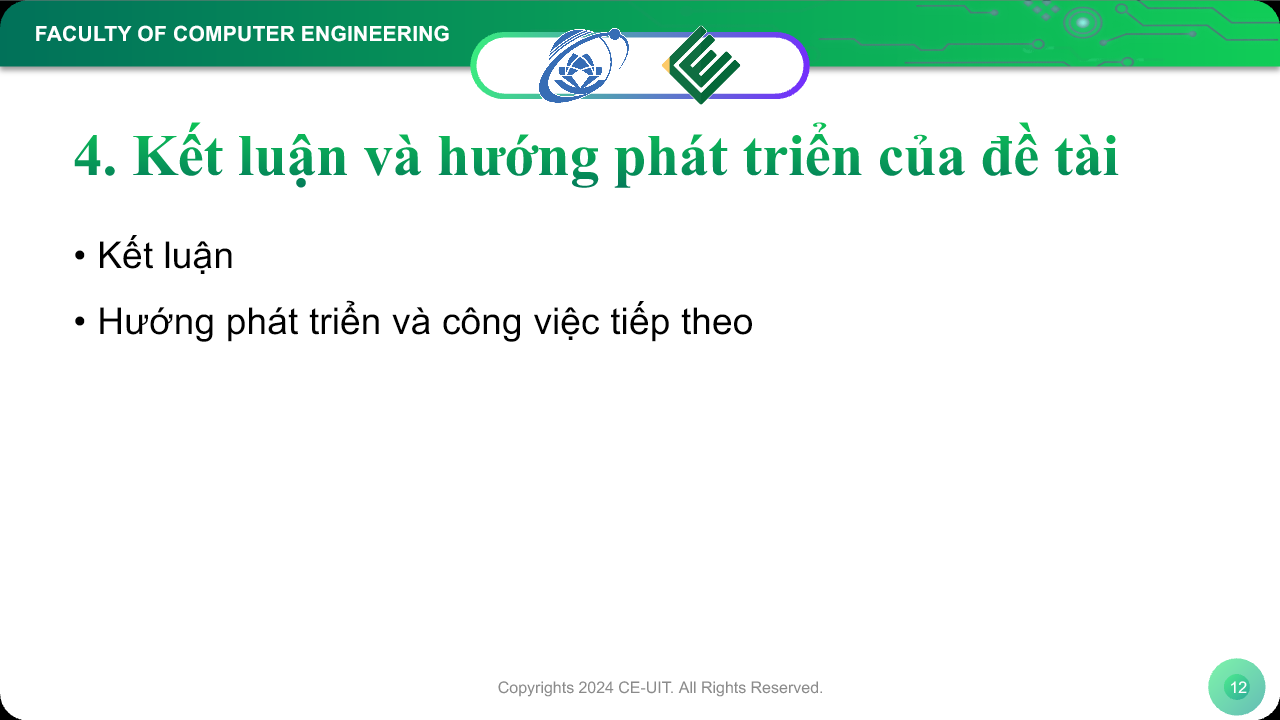 FACULTY OF COMPUTER ENGINEERING
4. Kết luận và hướng phát triển của đề tài
• Kết luận
• Hướng phát triển và công việc tiếp theo
Copyrights 2024 CE-UIT. All Rights Reserved.
12